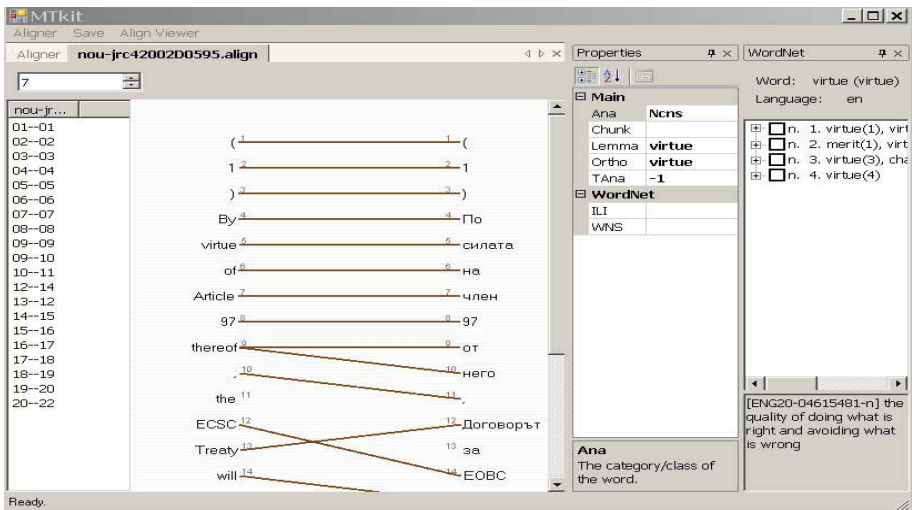 MTkit
Aligner Save Align Viewer
Aligner nou-jrc42002D0595.align
7
nou-jr...
01--01
02--02
03--03
04--04
05--05
06--06
07--07
08--08
09--09
09--10
10--11
12--14
13--12
14--15
15--16
16--17
17--18
18--19
19--20
20--22
( 1 1 (
1 2 2 1
) 3 3 )
By 4 4 По
virtue 5 5 силата
of 6 6 на
Article 7 7 член
97 8 8 97
thereof 9 9 от
, 10 10 него
the 11 11 ,
ECSC 12 12 Договорът
Treaty 13 13 за
will 14 14 ЕОВС
Properties
Main
Ana Ncns
Chunk
Lemma virtue
Ortho virtue
TAna -1
WordNet
ILI
WNS
Ana
The category/class of
the word.
WordNet
Word: virtue (virtue)
Language: en
n. 1. virtue(1), virt
n. 2. merit(1), virt
n. 3. virtue(3), cha
n. 4. virtue(4)
[ENG20-04615481-n] the
quality of doing what is
right and avoiding what
is wrong
Ready.